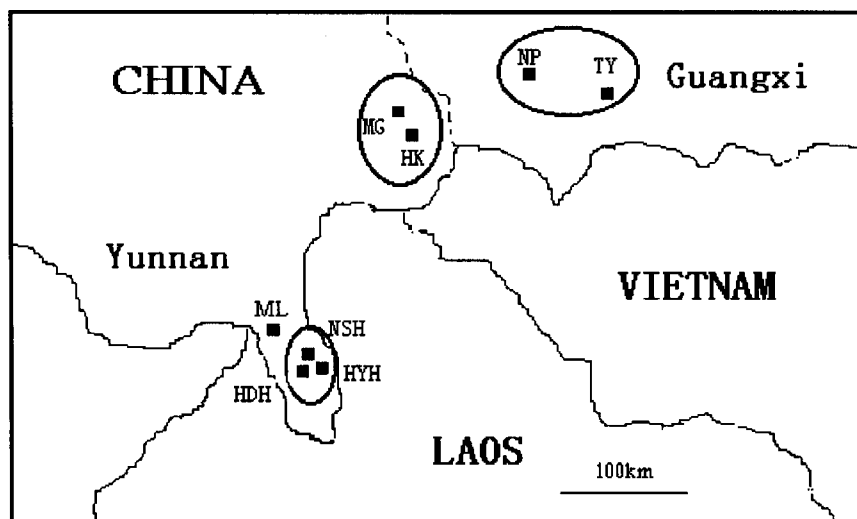 CHINA
NP
TY
Guangxi
MG
HK
Yunnan
VIETNAM
ML
NSH
HYH
HDH
LAOS
100km